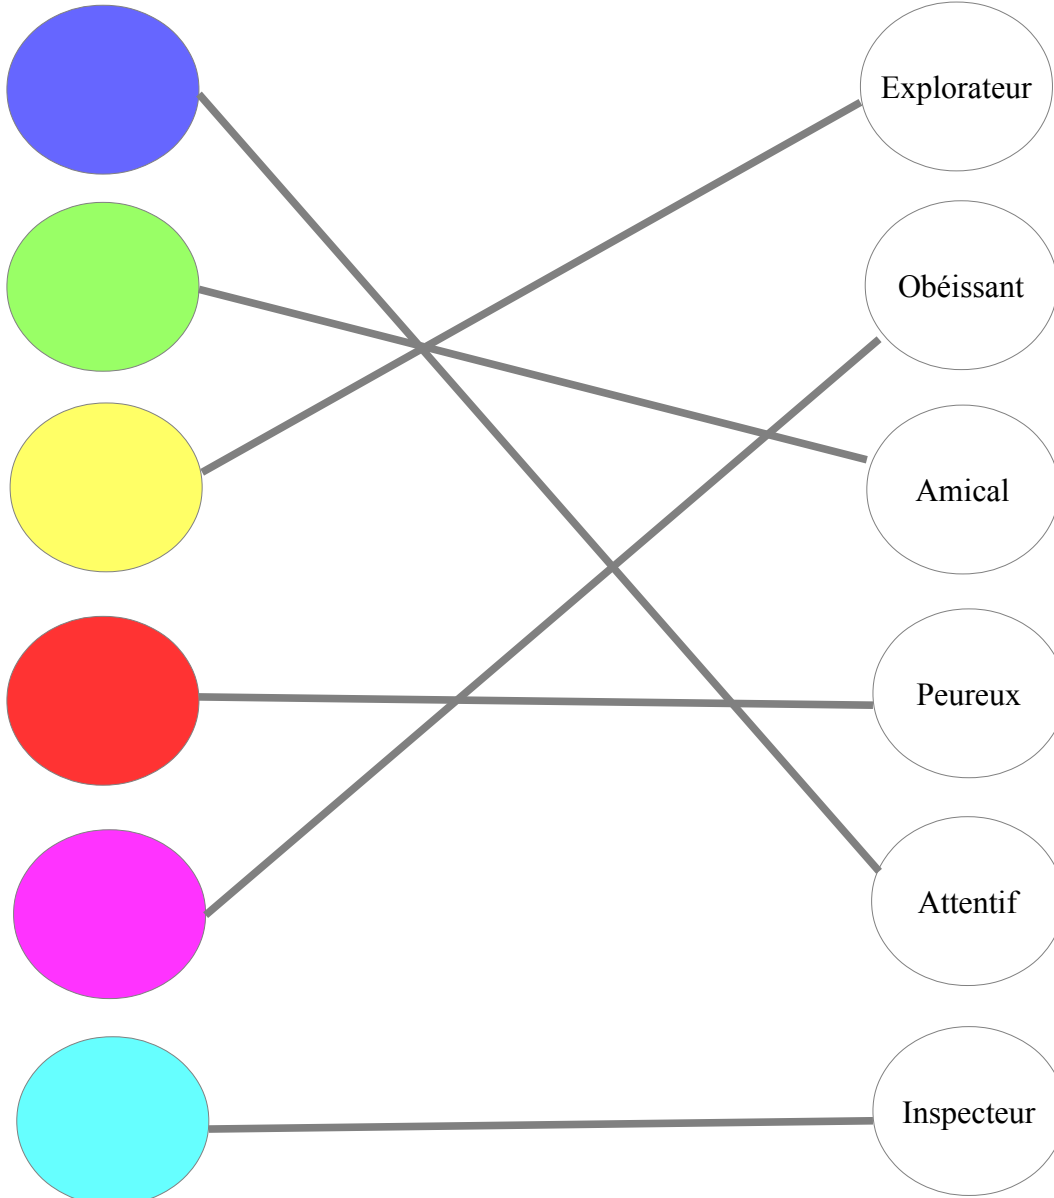 Explorateur
Obéissant
Amical
Peureux
Attentif
Inspecteur